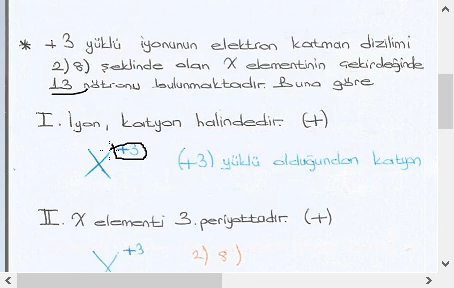 * +3 yüklü iyonunun elektron katman dizilimi
2) 8) şeklinde olan X elementinin çekirdeğinde
13 nötronu bulunmaktadır. Buna göre
I. İyon, katyon halindedir. (+)
X +3 (+3) yüklü olduğundan katyon
II. X elementi 3. periyottadır. (+)
X +3 2) 8)